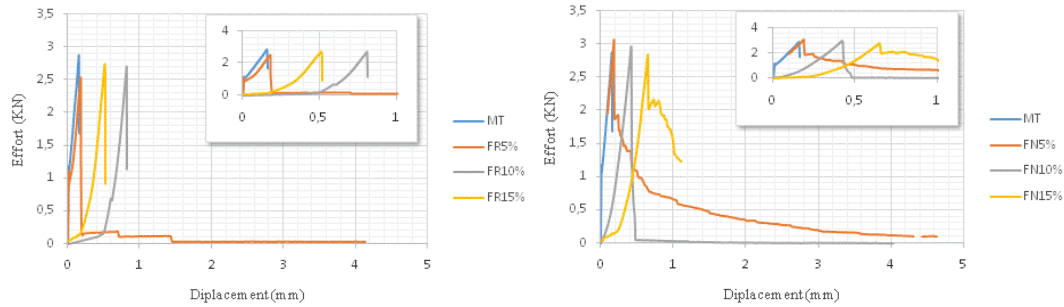 3,5
3
2,5
2
1,5
1
0,5
0
0 1 2 3 4 5
Effort (KN)
Diplacement(mm)
4
2
0
0 0,5 1
MT
FR5%
FR10%
FR15%
3,5
3
2,5
2
1,5
1
0,5
0
0 1 2 3 4 5
Effort (KN)
Diplacement (mm)
4
2
0
0 0,5 1
MT
FN5%
FN10%
FN15%